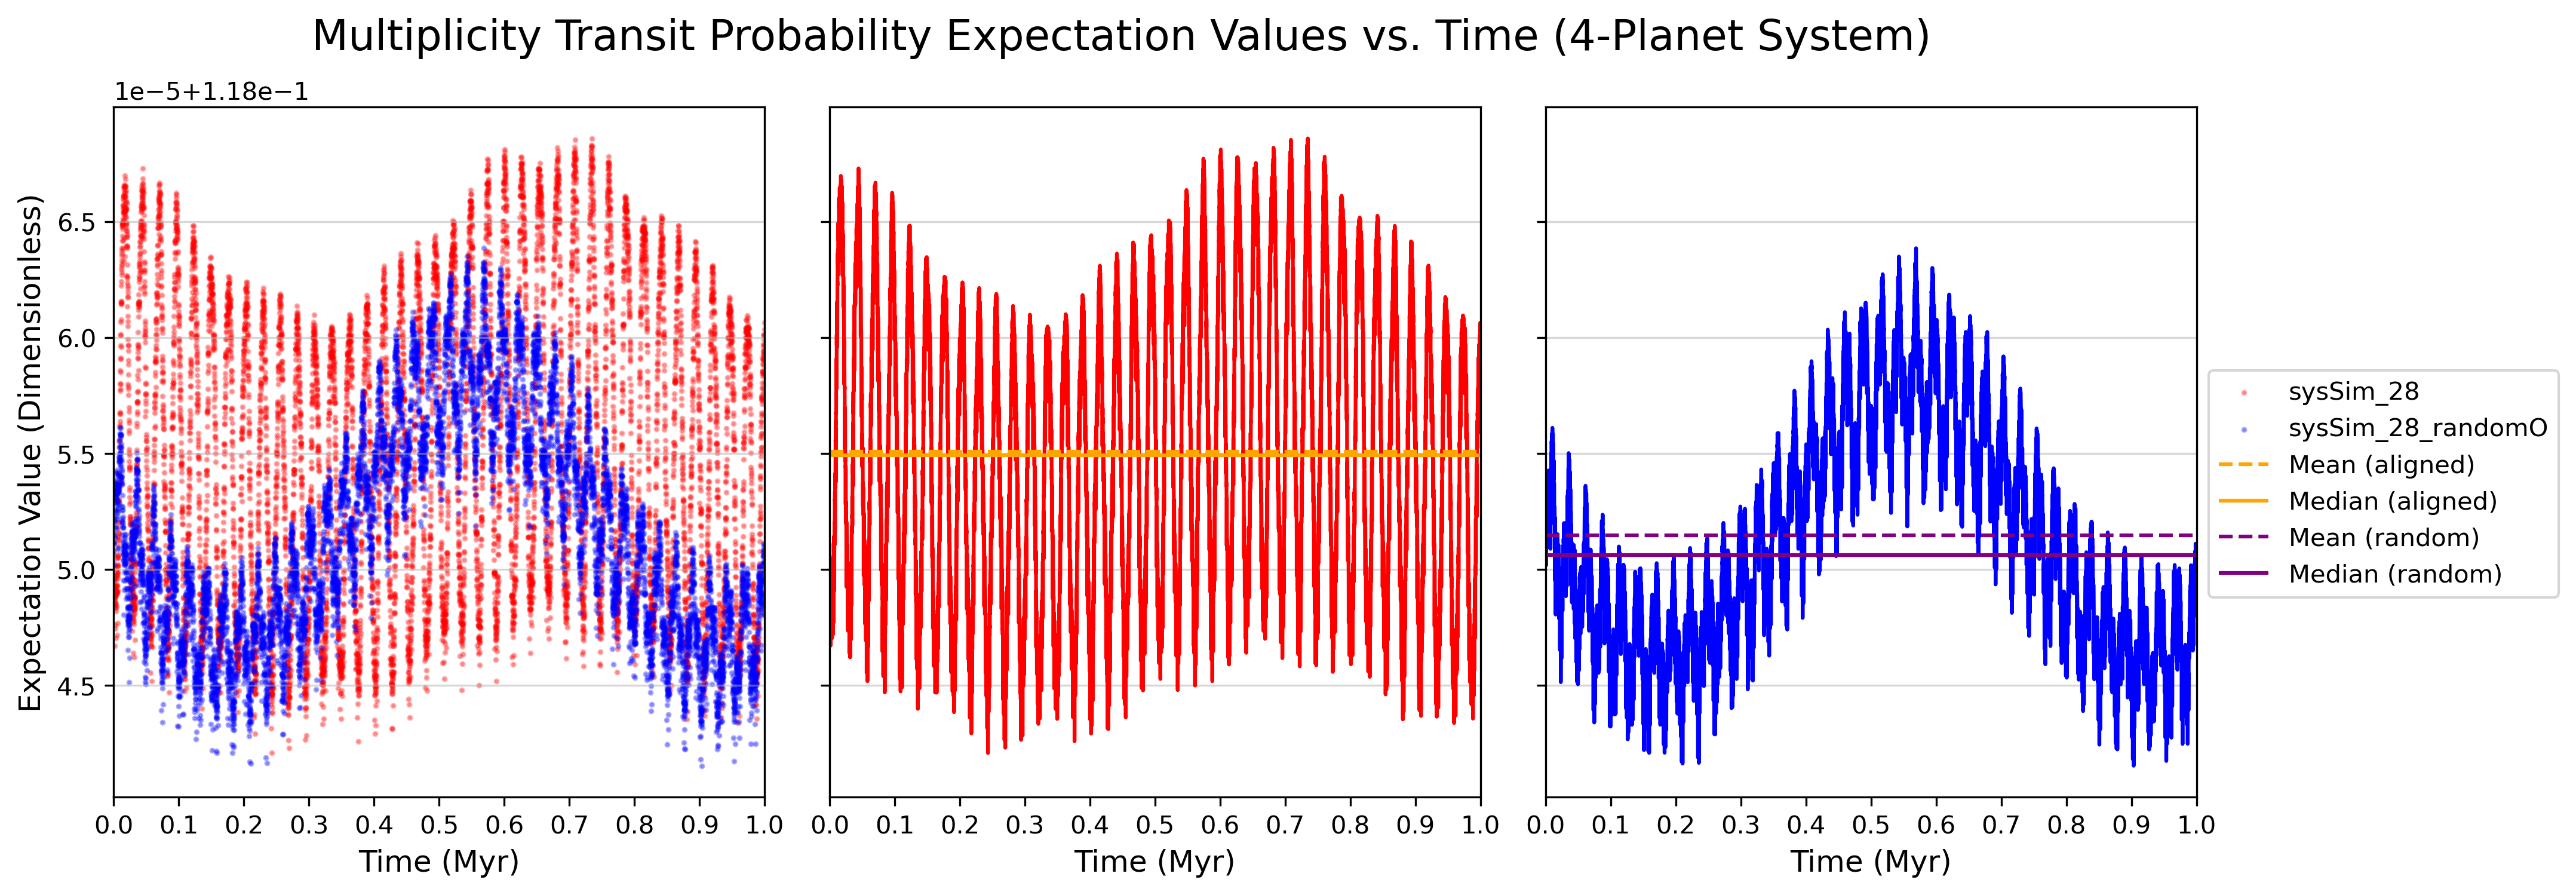 Multiplicity Transit Probability Expectation Values vs. Time (4-Planet System)
1e−5+1.18e−1
Expectation Value (Dimensionless)
6.5
6.0
5.5
5.0
4.5
0.0 0.1 0.2 0.3 0.4 0.5 0.6 0.7 0.8 0.9 1.0
Time (Myr)
0.0 0.1 0.2 0.3 0.4 0.5 0.6 0.7 0.8 0.9 1.0
Time (Myr)
0.0 0.1 0.2 0.3 0.4 0.5 0.6 0.7 0.8 0.9 1.0
Time (Myr)
sysSim_28
sysSim_28_randomO
Mean (aligned)
Median (aligned)
Mean (random)
Median (random)